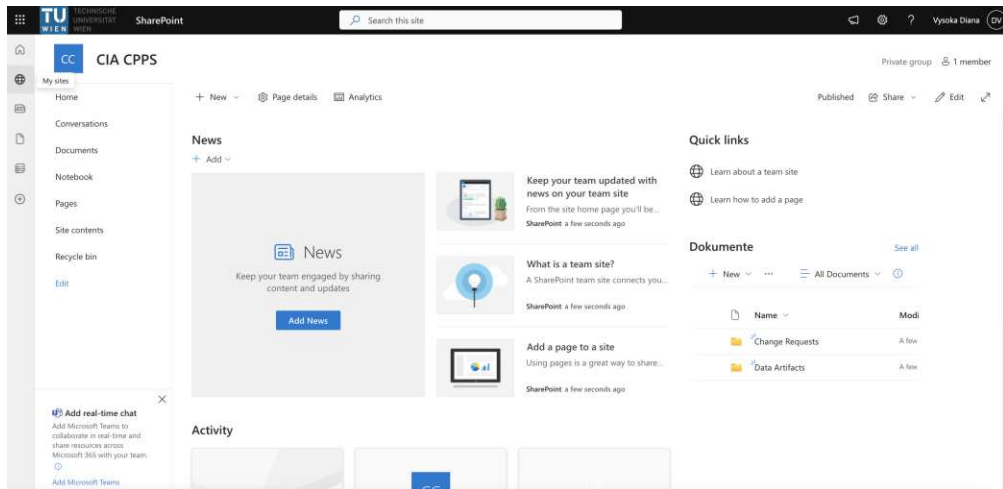 TU
WIEN
TECHNISCHE
UNIVERSITÄT
WIEN
SharePoint
Search this site
?
Vysoka Diana
DV
CC
CIA CPPS
Private group
1 member
My sites
Home
Conversations
Documents
Notebook
Pages
Site contents
Recycle bin
Edit
+ New
Page details
Analytics
Published
Share
Edit
News
+ Add
News
Keep your team engaged by sharing
content and updates
Add News
Keep your team updated with
news on your team site
From the site home page you'll be...
SharePoint a few seconds ago
What is a team site?
A SharePoint team site connects you...
SharePoint a few seconds ago
Add a page to a site
Using pages is a great way to share...
SharePoint a few seconds ago
Quick links
Learn about a team site
Learn how to add a page
Dokumente
See all
+ New
...
All Documents
Name
Modi
Change Requests
A few
Data Artifacts
A few
Add real-time chat
Add Microsoft Teams to
collaborate in real-time and
share resources across
Microsoft 365 with your team.
Add Microsoft Teams
Activity
CC